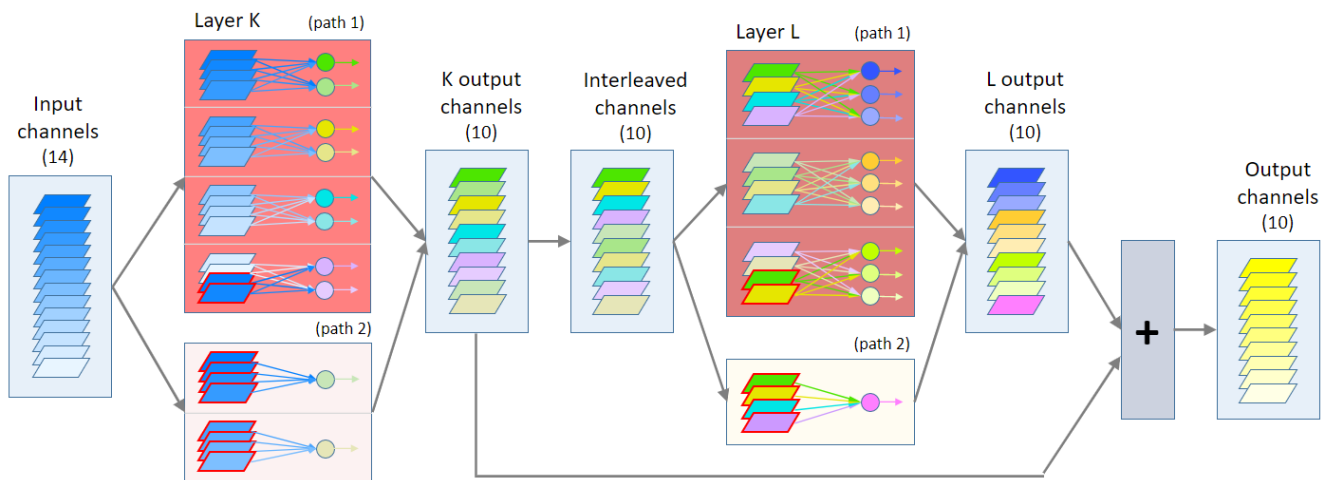 Layer K
(path 1)
Layer L
(path 1)
Input
channels
(14)
K output
channels
(10)
Interleaved
channels
(10)
L output
channels
(10)
Output
channels
(10)
(path 2)
(path 2)
+